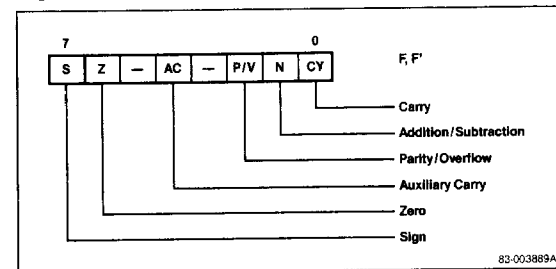 7 0
S Z — AC — P/V N CY F, F'
Carry
Addition/Subtraction
Parity/Overflow
Auxiliary Carry
Zero
Sign
83-003889A